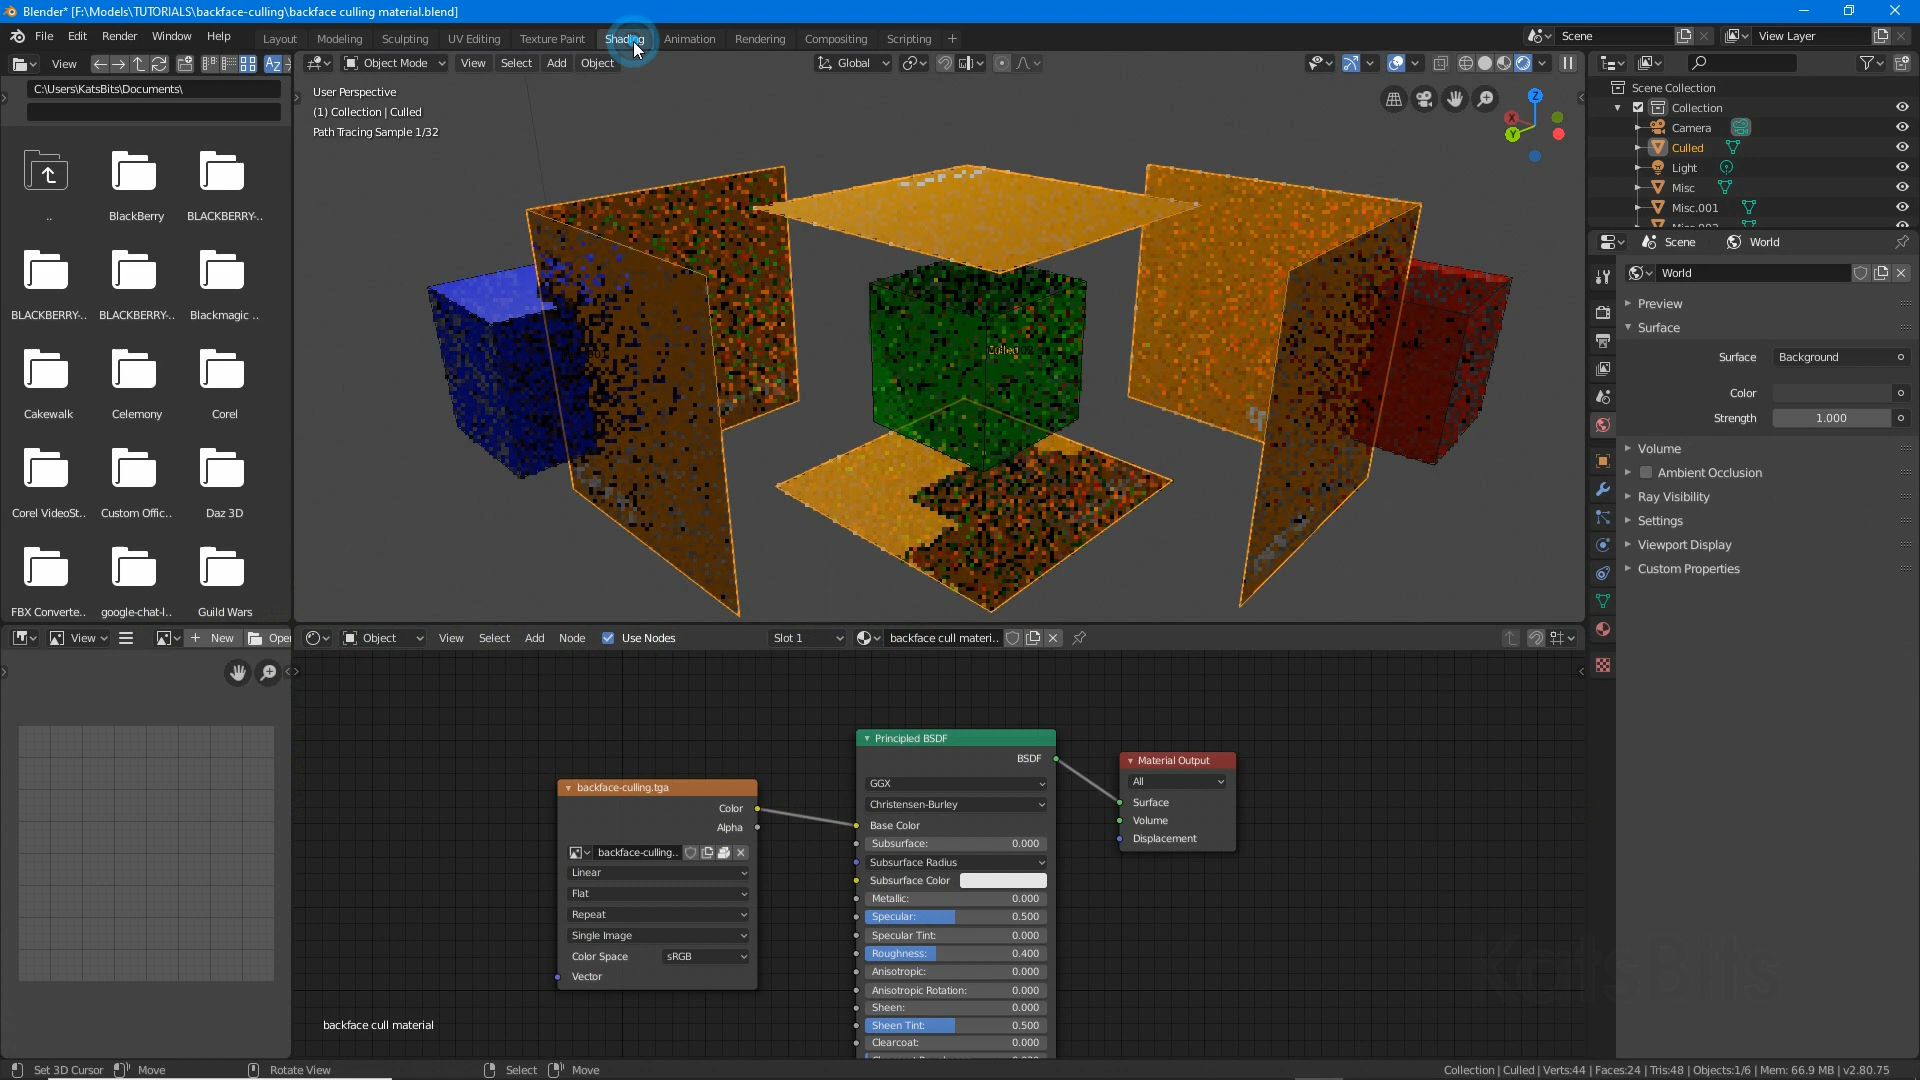 Blender* [F:\Models\TUTORIALS\backface-culling\backface culling material.blend]
File Edit Render Window Help
Layout Modeling Sculpting UV Editing Texture Paint Shading Animation Rendering Compositing Scripting +
Scene
View Layer
View
C:\Users\KatsBits\Documents\
..
BlackBerry
BLACKBERRY-..
BLACKBERRY-..
BLACKBERRY-..
Blackmagic ..
Cakewalk
Celemony
Corel
Corel VideoSt..
Custom Offic..
Daz 3D
FBX Converte..
google-chat-l..
Guild Wars
Object Mode View Select Add Object
Global
User Perspective
(1) Collection | Culled
Path Tracing Sample 1/32
Z
X
Y
Scene Collection
Collection
Camera
Culled
Light
Misc
Misc.001
Scene World
World
Preview
Surface
Surface Background
Color
Strength 1.000
Volume
Ambient Occlusion
Ray Visibility
Settings
Viewport Display
Custom Properties
View + New Open
Object View Select Add Node Use Nodes Slot 1 backface cull materi..
backface-culling.tga
Color
Alpha
backface-culling..
Linear
Flat
Repeat
Single Image
Color Space sRGB
Vector
Principled BSDF
BSDF
GGX
Christensen-Burley
Base Color
Subsurface: 0.000
Subsurface Radius
Subsurface Color
Metallic: 0.000
Specular: 0.500
Specular Tint: 0.000
Roughness: 0.400
Anisotropic: 0.000
Anisotropic Rotation: 0.000
Sheen: 0.000
Sheen Tint: 0.500
Clearcoat: 0.000
Material Output
All
Surface
Volume
Displacement
backface cull material
Set 3D Cursor Move Rotate View Select Move
Collection | Culled | Verts:44 | Faces:24 | Tris:48 | Objects:1/6 | Mem: 66.9 MB | v2.80.75